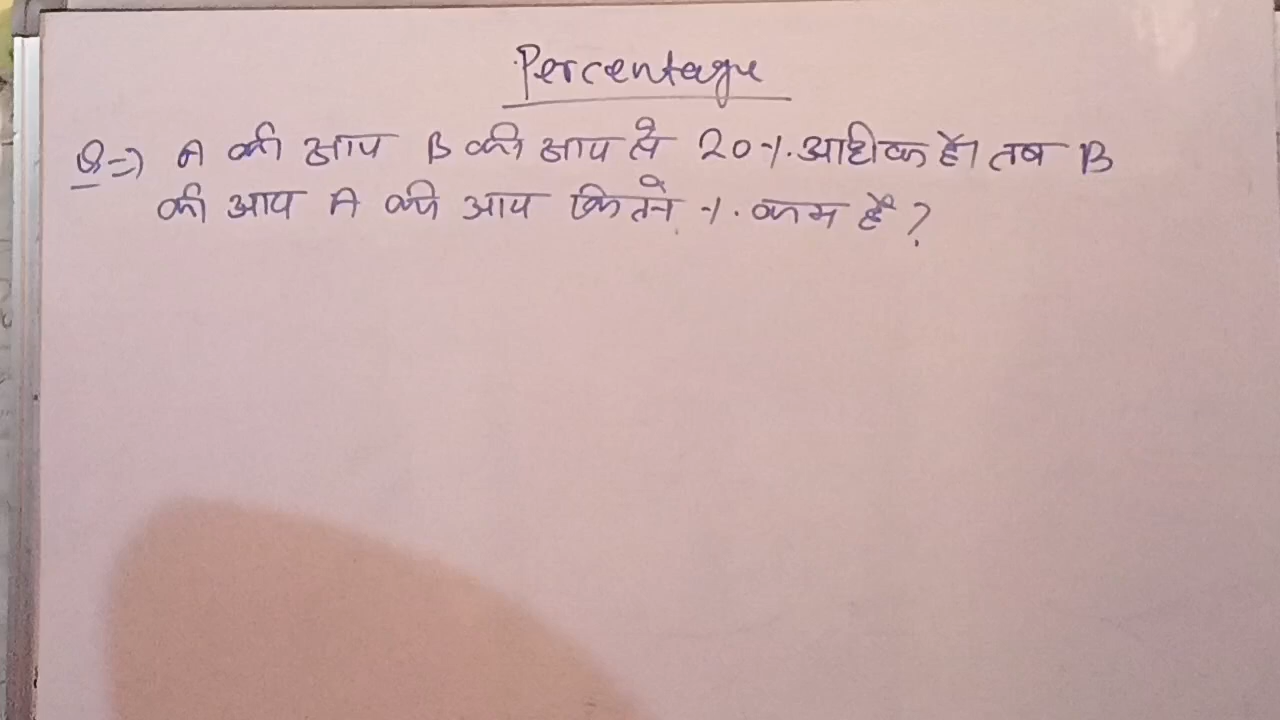 Percentage
Q=) A की आय B की आय से 20%. अधीक हैं। तब B
की आय A की आय कितने %. कम है ?